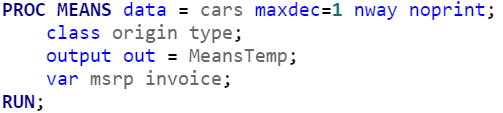 PROC MEANS data = cars maxdec=1 nway noprint;
class origin type;
output out = MeansTemp;
var msrp invoice;
RUN;